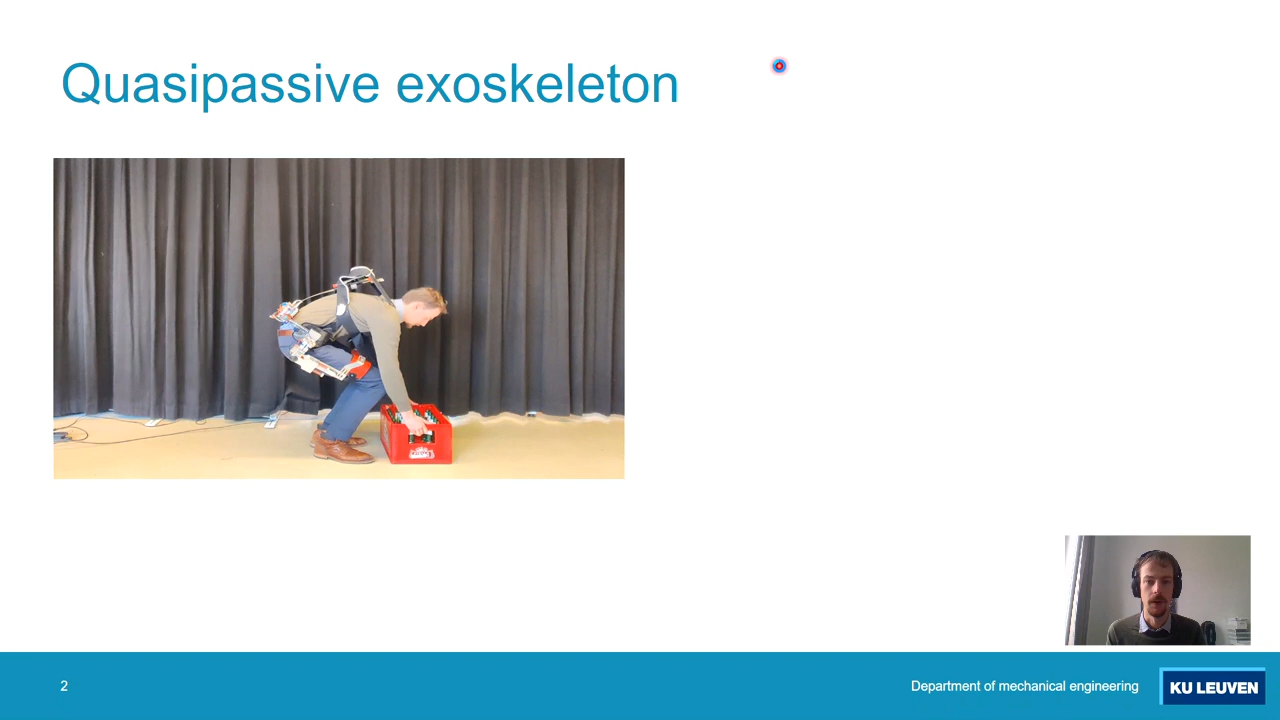 Quasipassive exoskeleton
2
Department of mechanical engineering
KU LEUVEN